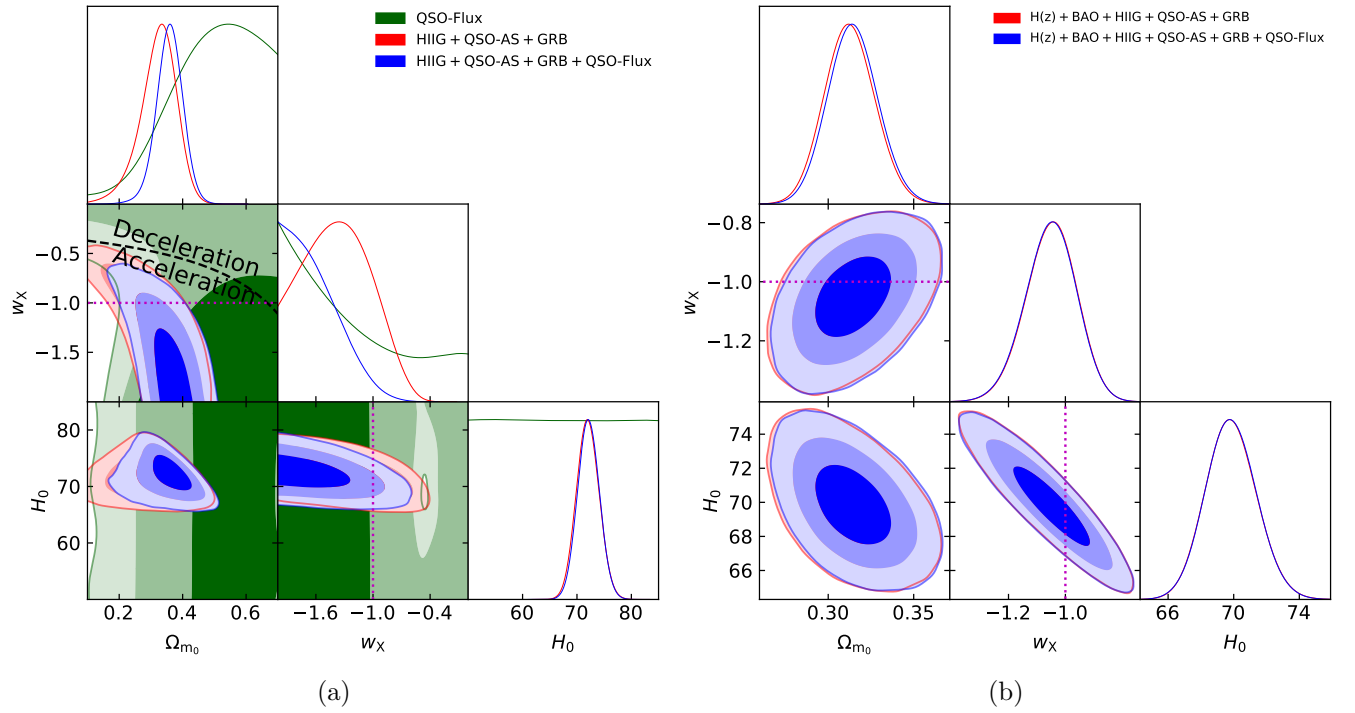 QSO-Flux
HIIG + QSO-AS + GRB
HIIG + QSO-AS + GRB + QSO-Flux
Deceleration
Acceleration
−0.5
−1.0
−1.5
w_X
80
70
60
H_0
0.2 0.4
Ω_m_0
−1.6 −1.0 −0.4
w_X
60 70 80
H_0
(a)
H(z) + BAO + HIIG + QSO-AS + GRB
H(z) + BAO + HIIG + QSO-AS + GRB + QSO-Flux
−0.8
−1.0
−1.2
w_X
74
72
70
68
66
H_0
0.30 0.35
Ω_m_0
−1.2 −1.0
w_X
66 70 74
H_0
(b)